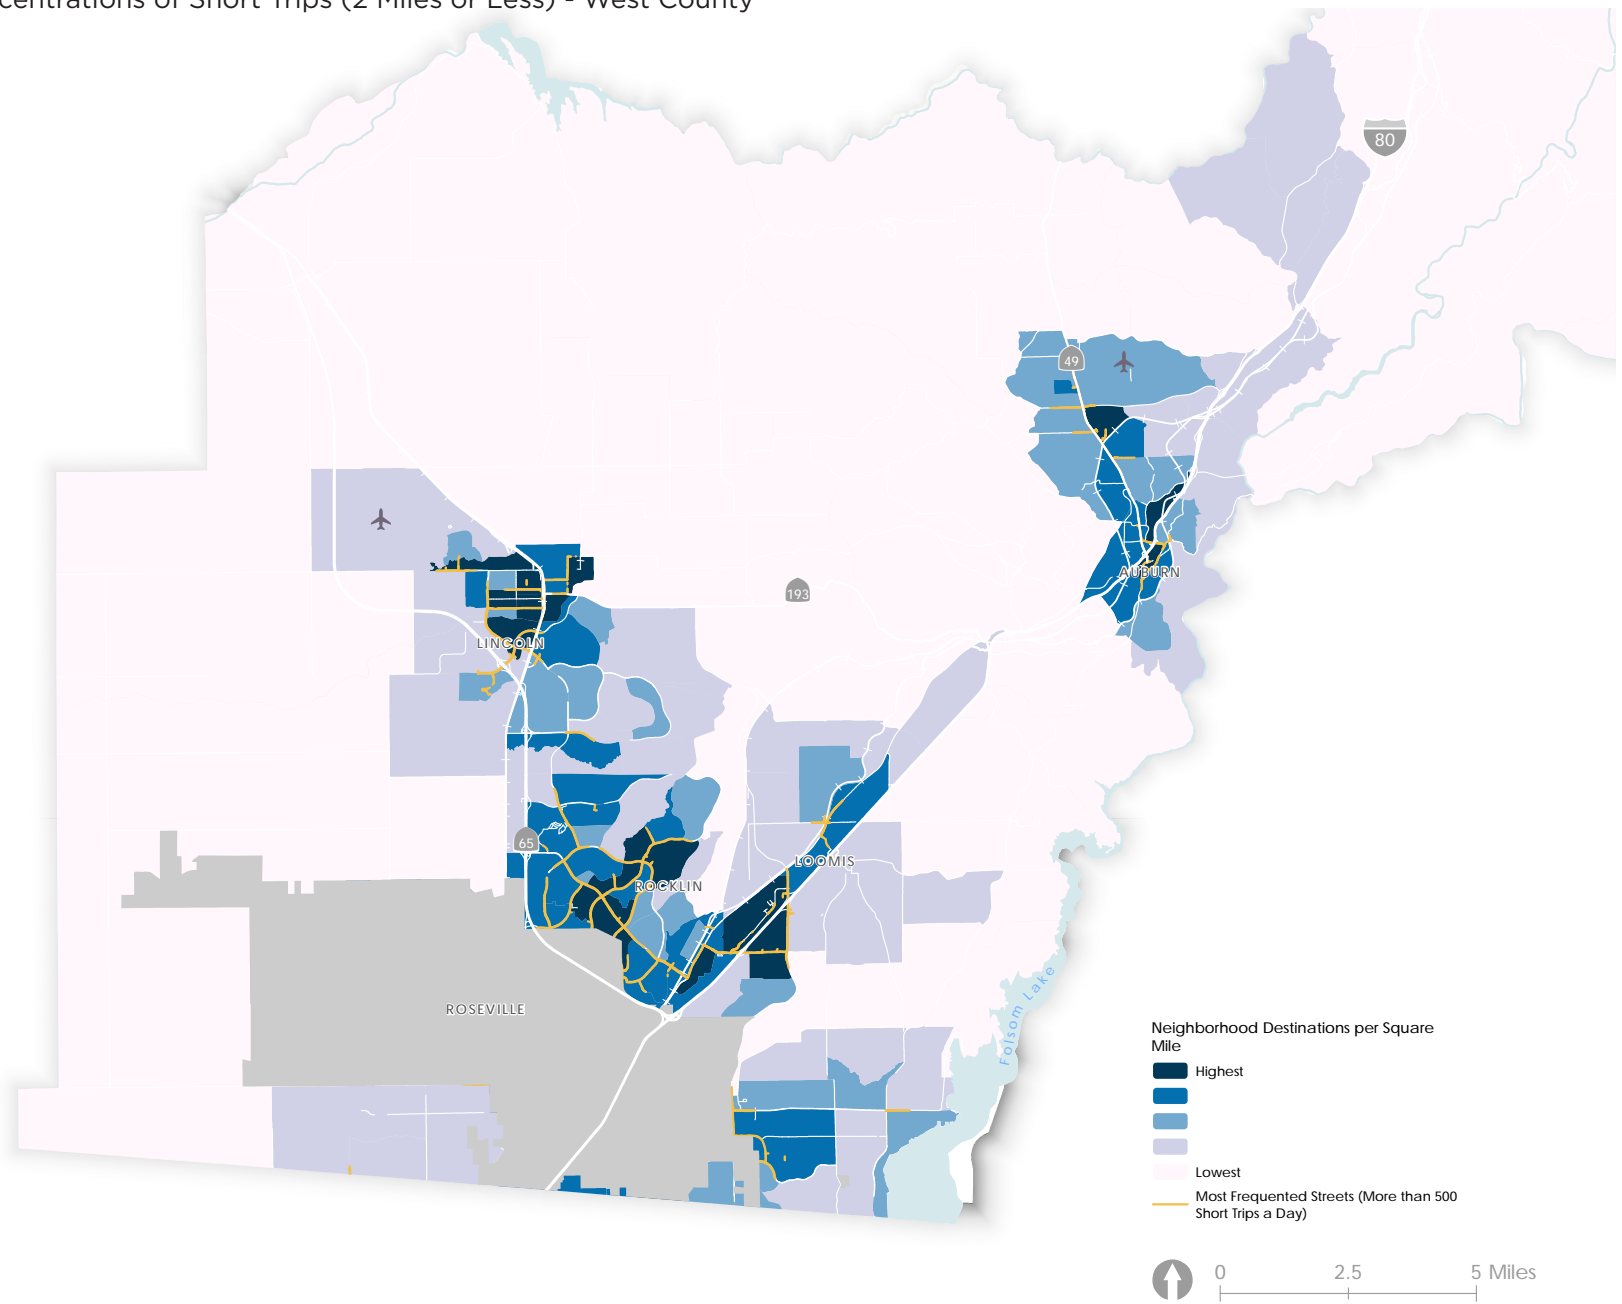 centrations of Short Trips (2 Miles or Less) - West County
80
49
AUBURN
193
LINCOLN
65
LOOMIS
ROCKLIN
ROSEVILLE
Folsom Lake
Neighborhood Destinations per Square
Mile
Highest
Lowest
Most Frequented Streets (More than 500
Short Trips a Day)
0 2.5 5 Miles